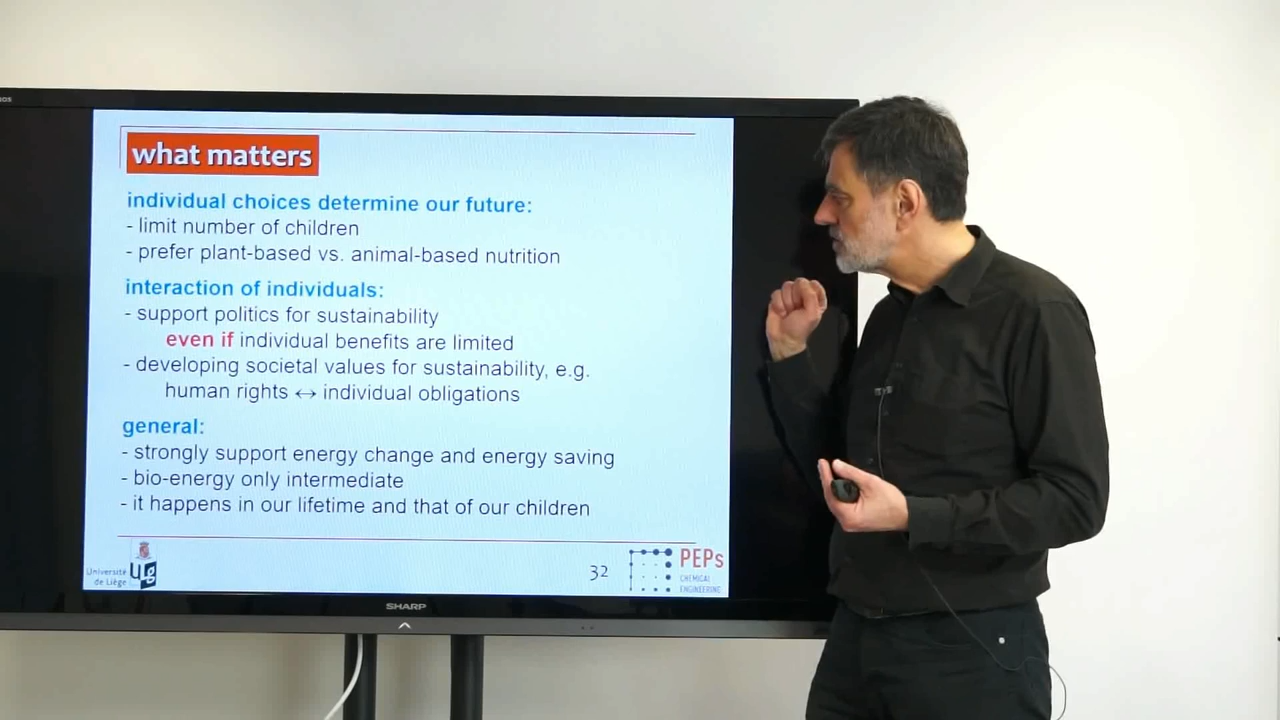 what matters
individual choices determine our future:
- limit number of children
- prefer plant-based vs. animal-based nutrition
interaction of individuals:
- support politics for sustainability
even if individual benefits are limited
- developing societal values for sustainability, e.g.
human rights ↔ individual obligations
general:
- strongly support energy change and energy saving
- bio-energy only intermediate
- it happens in our lifetime and that of our children
Université
de Liège
32
PEPs
CHEMICAL
ENGINEERING
SHARP